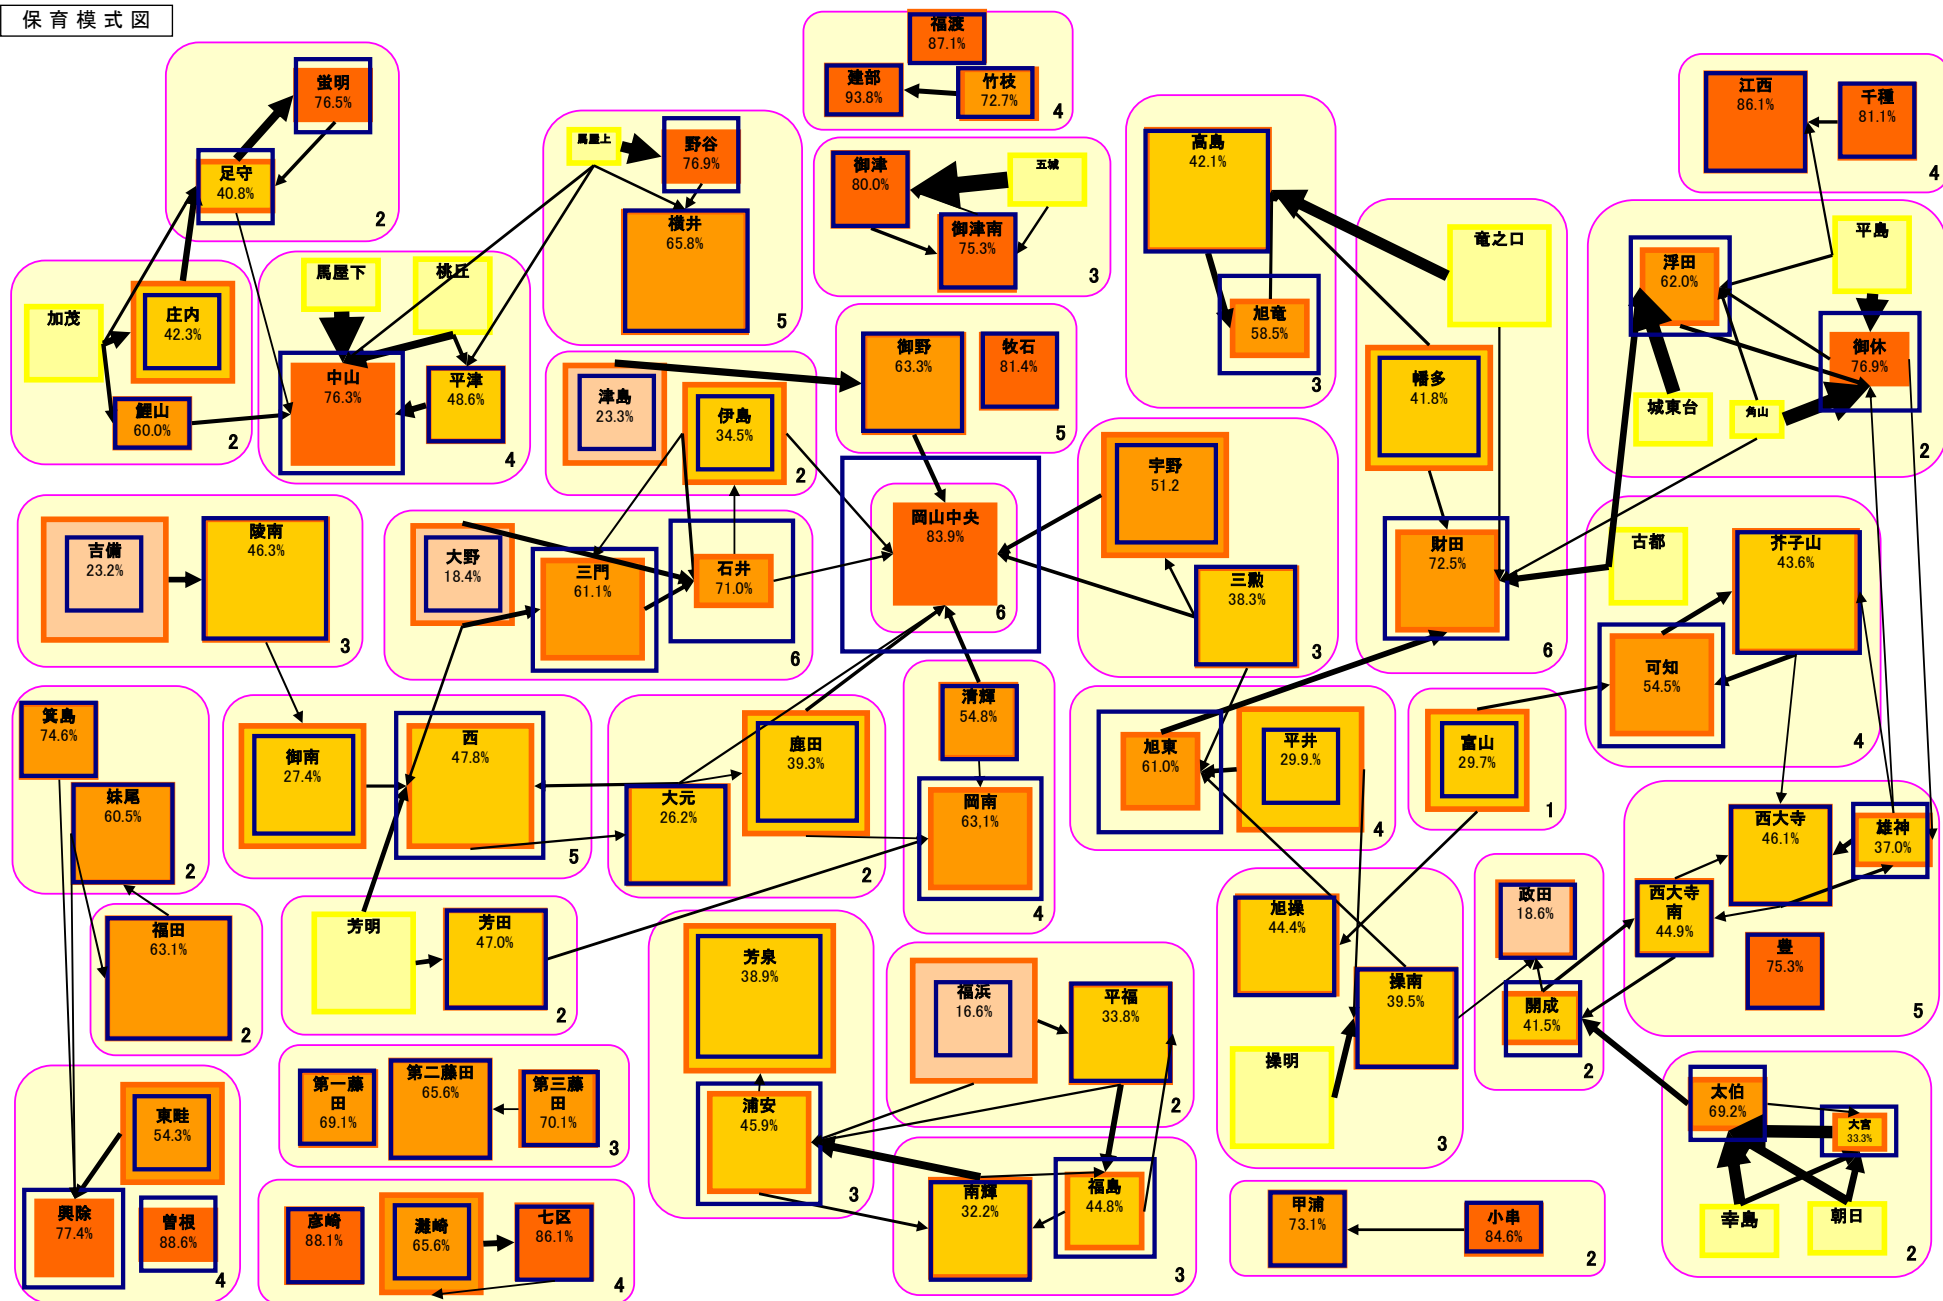 保育模式図
福渡
87.1%
建部
93.8%
竹枝
72.7%
4
蛍明
76.5%
足守
40.8%
2
馬屋上
野谷
76.9%
横井
65.8%
5
御津
80.0%
五城
御津南
75.3%
3
高島
42.1%
旭竜
58.5%
3
江西
86.1%
千種
81.1%
4
加茂
庄内
42.3%
鯉山
60.0%
2
馬屋下
桃丘
中山
76.3%
平津
48.6%
4
津島
23.3%
伊島
34.5%
2
御野
63.3%
牧石
81.4%
5
竜之口
幡多
41.8%
財田
72.5%
6
平島
浮田
62.0%
御休
76.9%
城東台
角山
2
吉備
23.2%
陵南
46.3%
3
大野
18.4%
三門
61.1%
石井
71.0%
6
岡山中央
83.9%
6
宇野
51.2
三勲
38.3%
3
古都
芥子山
43.6%
可知
54.5%
4
箕島
74.6%
妹尾
60.5%
2
御南
27.4%
西
47.8%
5
大元
26.2%
鹿田
39.3%
2
清輝
54.8%
岡南
63,1%
4
旭東
61.0%
平井
29.9.%
4
富山
29.7%
1
西大寺
46.1%
雄神
37.0%
西大寺
南
44.9%
豊
75.3%
5
福田
63.1%
2
芳明
芳田
47.0%
2
芳泉
38.9%
浦安
45.9%
3
福浜
16.6%
平福
33.8%
2
旭操
44.4%
操南
39.5%
操明
3
政田
18.6%
開成
41.5%
2
東畦
54.3%
興除
77.4%
曽根
88.6%
4
第一藤
田
69.1%
第二藤田
65.6%
第三藤
田
70.1%
3
彦崎
88.1%
灘崎
65.6%
七区
86.1%
4
南輝
32.2%
福島
44.8%
3
甲浦
73.1%
小串
84.6%
2
太伯
69.2%
大宮
33.3%
幸島
朝日
2